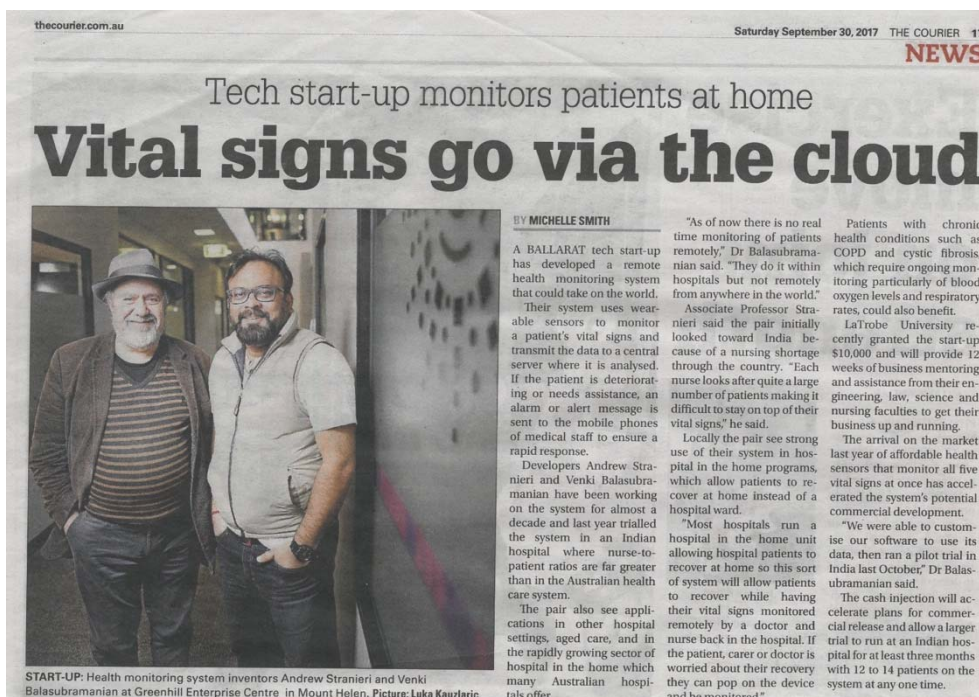 thecourier.com.au
Saturday September 30, 2017 THE COURIER
NEWS
Tech start-up monitors patients at home
Vital signs go via the cloud
START-UP: Health monitoring system inventors Andrew Stranieri and Venki
Balasubramanian at Greenhill Enterprise Centre in Mount Helen. Picture: Luka Kauzlaric
BY MICHELLE SMITH
A BALLARAT tech start-up
has developed a remote
health monitoring system
that could take on the world.
Their system uses wear-
able sensors to monitor
a patient's vital signs and
transmit the data to a central
server where it is analysed.
If the patient is deteriorat-
ing or needs assistance, an
alarm or alert message is
sent to the mobile phones
of medical staff to ensure a
rapid response.
Developers Andrew Stra-
nieri and Venki Balasubra-
manian have been working
on the system for almost a
decade and last year trialled
the system in an Indian
hospital where nurse-to-
patient ratios are far greater
than in the Australian health
care system.
The pair also see appli-
cations in other hospital
settings, aged care, and in
the rapidly growing sector of
hospital in the home which
many Australian hospi-
tals offer.
"As of now there is no real
time monitoring of patients
remotely," Dr Balasubrama-
nian said. "They do it within
hospitals but not remotely
from anywhere in the world."
Associate Professor Stra-
nieri said the pair initially
looked toward India be-
cause of a nursing shortage
through the country. "Each
nurse looks after quite a large
number of patients making it
difficult to stay on top of their
vital signs," he said.
Locally the pair see strong
use of their system in hos-
pital in the home programs,
which allow patients to re-
cover at home instead of a
hospital ward.
"Most hospitals run a
hospital in the home unit
allowing hospital patients to
recover at home so this sort
of system will allow patients
to recover while having
their vital signs monitored
remotely by a doctor and
nurse back in the hospital. If
the patient, carer or doctor is
worried about their recovery
they can pop on the device
and be monitored."
Patients with chronic
health conditions such as
COPD and cystic fibrosis,
which require ongoing mon-
itoring particularly of blood
oxygen levels and respiratory
rates, could also benefit.
LaTrobe University re-
cently granted the start-up
$10,000 and will provide 12
weeks of business mentoring
and assistance from their en-
gineering, law, science and
nursing faculties to get their
business up and running.
The arrival on the market
last year of affordable health
sensors that monitor all five
vital signs at once has accel-
erated the system's potential
commercial development.
"We were able to custom-
ise our software to use its
data, then ran a pilot trial in
India last October," Dr Balas-
ubramanian said.
The cash injection will ac-
celerate plans for commer-
cial release and allow a larger
trial to run at an Indian hos-
pital for at least three months
with 12 to 14 patients on the
system at any one time.